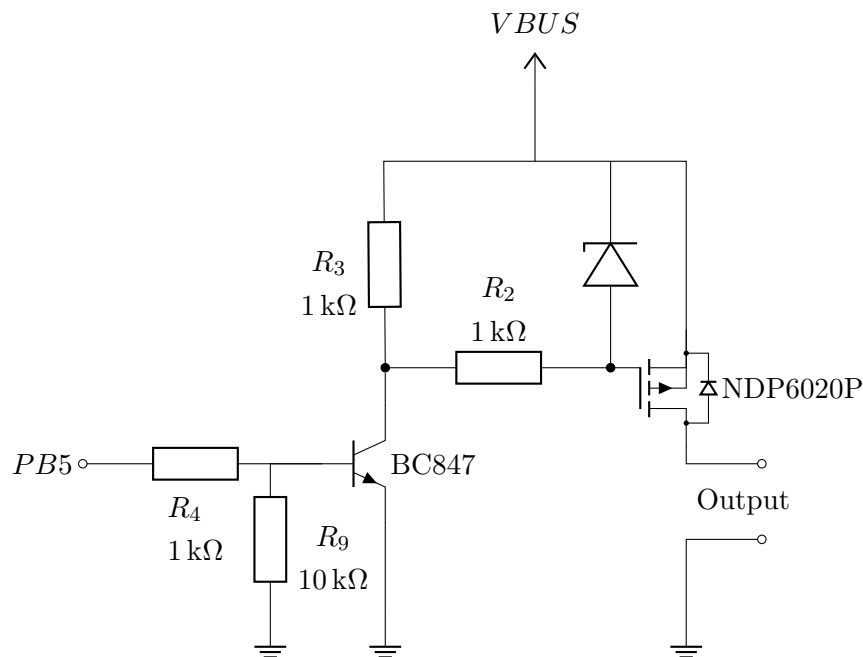 VBUS
R3
1 kΩ
R2
1 kΩ
NDP6020P
PB5
BC847
Output
R4
1 kΩ
R9
10 kΩ